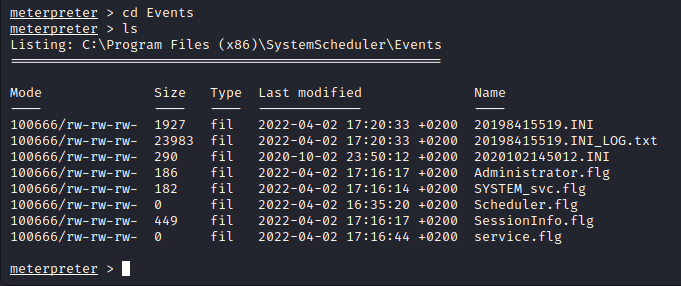 meterpreter > cd Events
meterpreter > ls
Listing: C:\Program Files (x86)\SystemScheduler\Events
======================================================
Mode Size Type Last modified Name
---- ---- ---- ------------- ----
100666/rw-rw-rw- 1927 fil 2022-04-02 17:20:33 +0200 20198415519.INI
100666/rw-rw-rw- 23983 fil 2022-04-02 17:20:33 +0200 20198415519.INI_LOG.txt
100666/rw-rw-rw- 290 fil 2020-10-02 23:50:12 +0200 2020102145012.INI
100666/rw-rw-rw- 186 fil 2022-04-02 17:16:17 +0200 Administrator.flg
100666/rw-rw-rw- 182 fil 2022-04-02 17:16:14 +0200 SYSTEM_svc.flg
100666/rw-rw-rw- 0 fil 2022-04-02 16:35:20 +0200 Scheduler.flg
100666/rw-rw-rw- 449 fil 2022-04-02 17:16:17 +0200 SessionInfo.flg
100666/rw-rw-rw- 0 fil 2022-04-02 17:16:44 +0200 service.flg
meterpreter >